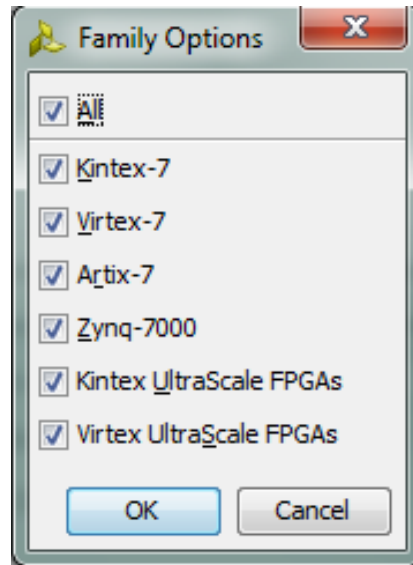 Family Options
All
Kintex-7
Virtex-7
Artix-7
Zynq-7000
Kintex UltraScale FPGAs
Virtex UltraScale FPGAs
OK Cancel